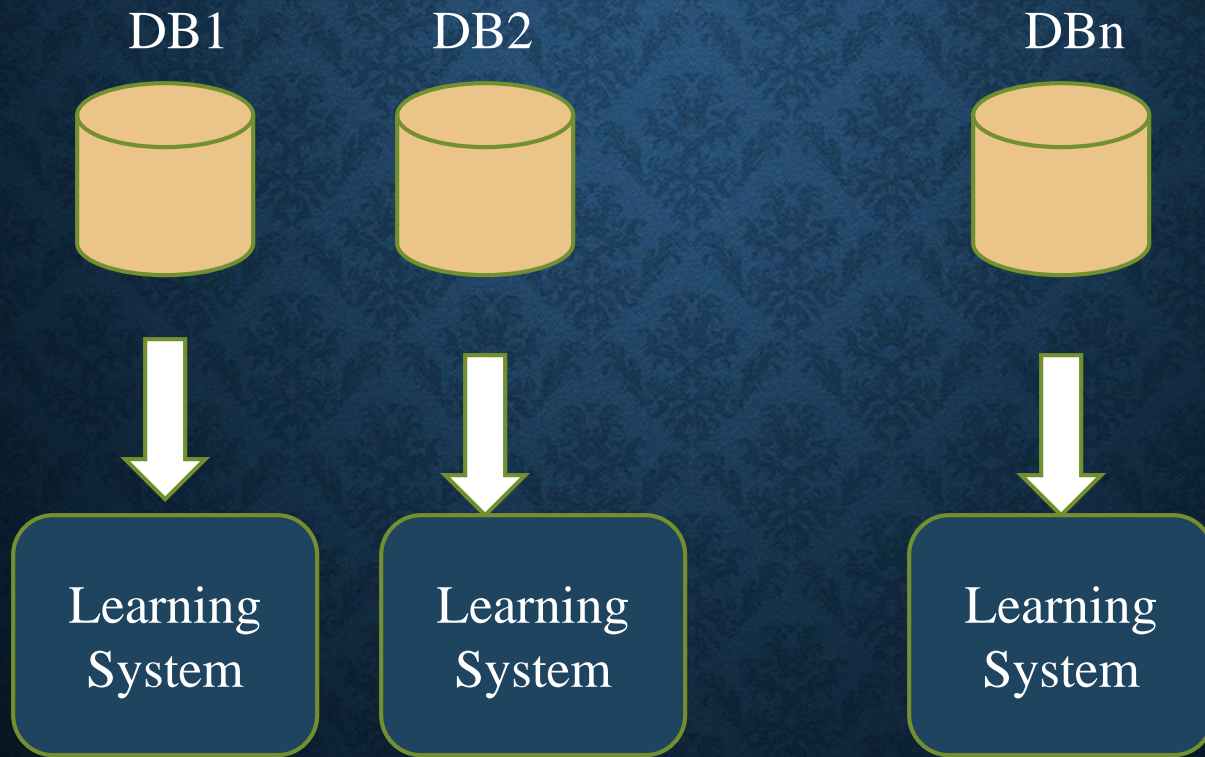 DB1
DB2
DBn
Learning
System
Learning
System
Learning
System